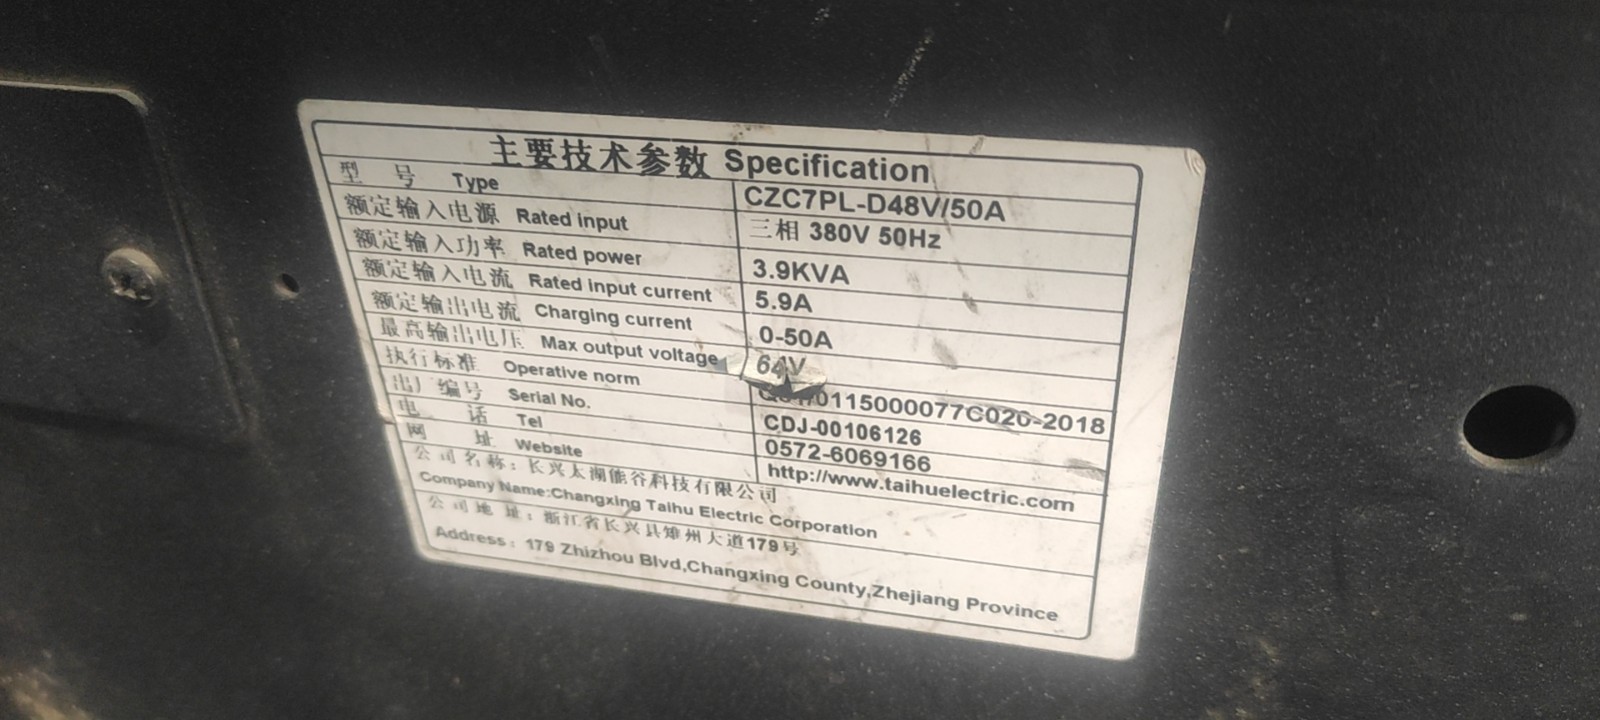 主要技术参数 Specification
型 号 Type CZC7PL-D48V/50A
额定输入电源 Rated input 三相 380V 50Hz
额定输入功率 Rated power 3.9KVA
额定输入电流 Rated input current 5.9A
额定输出电流 Charging current 0-50A
最高输出电压 Max output voltage 64V
执行标准 Operative norm
出厂编号 Serial No. CDJ-00106126
电 话 Tel 0572-6069166
网 址 Website http://www.taihuelectric.com
公司名称：长兴太湖能谷科技有限公司
Company Name:Changxing Taihu Electric Corporation
公司地址：浙江省长兴县雉州大道179号
Address：179 Zhizhou Blvd,Changxing County,Zhejiang Province